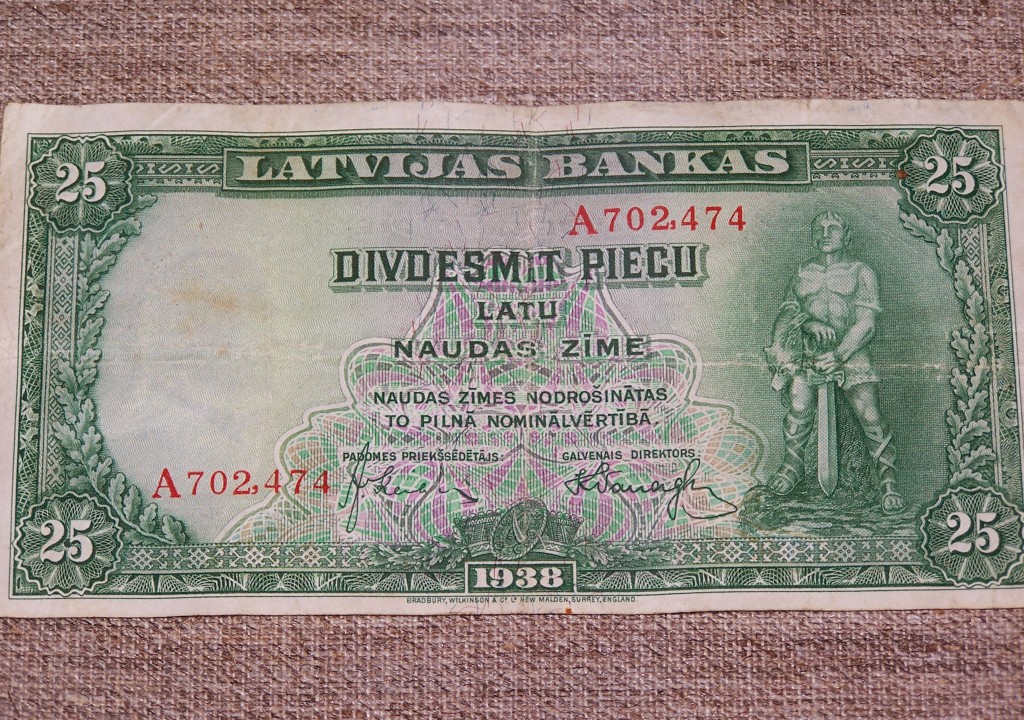 25 LATVIJAS BANKAS 25
A702,474
DIVDESMIT PIECU
LATU
NAUDAS ZĪME
NAUDAS ZĪMES NODROŠINĀTAS
TO PILNĀ NOMINĀLVĒRTĪBĀ.
PADOMES PRIEKŠSĒDĒTĀJS: GALVENAIS DIREKTORS:
A702,474
25 1938 25
BRADBURY, WILKINSON & Cº Lᴰ NEW MALDEN, SURREY, ENGLAND.